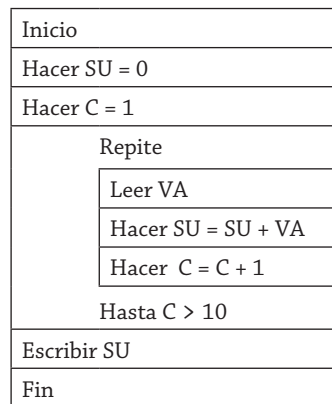 Inicio
Hacer SU = 0
Hacer C = 1
Repite
Leer VA
Hacer SU = SU + VA
Hacer C = C + 1
Hasta C > 10
Escribir SU
Fin